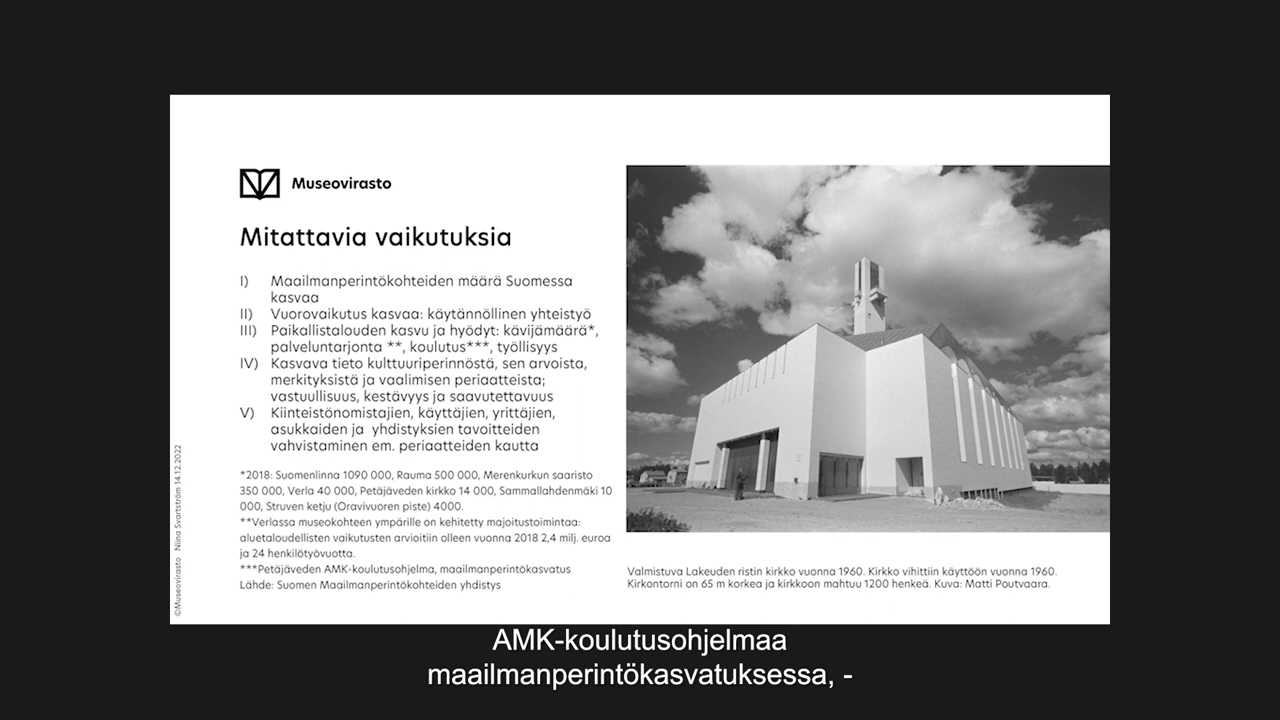 Museovirasto
Mitattavia vaikutuksia
I) Maailmanperintökohteiden määrä Suomessa
kasvaa
II) Vuorovaikutus kasvaa: käytännöllinen yhteistyö
III) Paikallistalouden kasvu ja hyödyt: kävijämäärä*,
palveluntarjonta **, koulutus***, työllisyys
IV) Kasvava tieto kulttuuriperinnöstä, sen arvoista,
merkityksistä ja vaalimisen periaatteista;
vastuullisuus, kestävyys ja saavutettavuus
V) Kiinteistönomistajien, käyttäjien, yrittäjien,
asukkaiden ja yhdistyksien tavoitteiden
vahvistaminen em. periaatteiden kautta
*2018: Suomenlinna 1090 000, Rauma 500 000, Merenkurkun saaristo
350 000, Verla 40 000, Petäjäveden kirkko 14 000, Sammallahdenmäki 10
000, Struven ketju (Oravivuoren piste) 4000.
**Verlassa museokohteen ympärille on kehitetty majoitustoimintaa:
aluetaloudellisten vaikutusten arvioitiin olleen vuonna 2018 2,4 milj. euroa
ja 24 henkilötyövuotta.
***Petäjäveden AMK-koulutusohjelma, maailmanperintökasvatus
Lähde: Suomen Maailmanperintökohteiden yhdistys
©Museovirasto Niina Svartström 14.12.2022
Valmistuva Lakeuden ristin kirkko vuonna 1960. Kirkko vihittiin käyttöön vuonna 1960.
Kirkontorni on 65 m korkea ja kirkkoon mahtuu 1200 henkeä. Kuva: Matti Poutvaara.
AMK-koulutusohjelmaa
maailmanperintökasvatuksessa, -